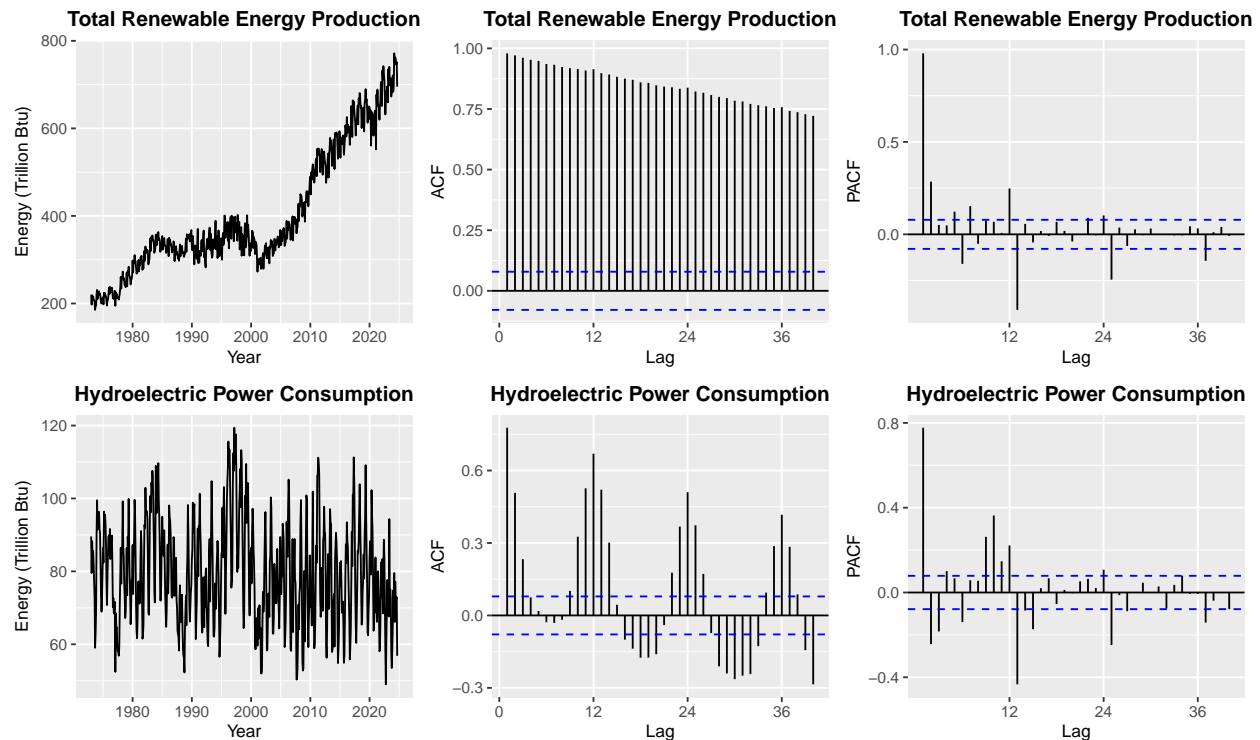 Total Renewable Energy Production
Energy (Trillion Btu)
800
600
400
200
1980 1990 2000 2010 2020
Year
Total Renewable Energy Production
ACF
1.00
0.75
0.50
0.25
0.00
0 12 24 36
Lag
Total Renewable Energy Production
PACF
1.0
0.5
0.0
12 24 36
Lag
Hydroelectric Power Consumption
Energy (Trillion Btu)
120
100
80
60
1980 1990 2000 2010 2020
Year
Hydroelectric Power Consumption
ACF
0.6
0.3
0.0
−0.3
0 12 24 36
Lag
Hydroelectric Power Consumption
PACF
0.8
0.4
0.0
−0.4
12 24 36
Lag